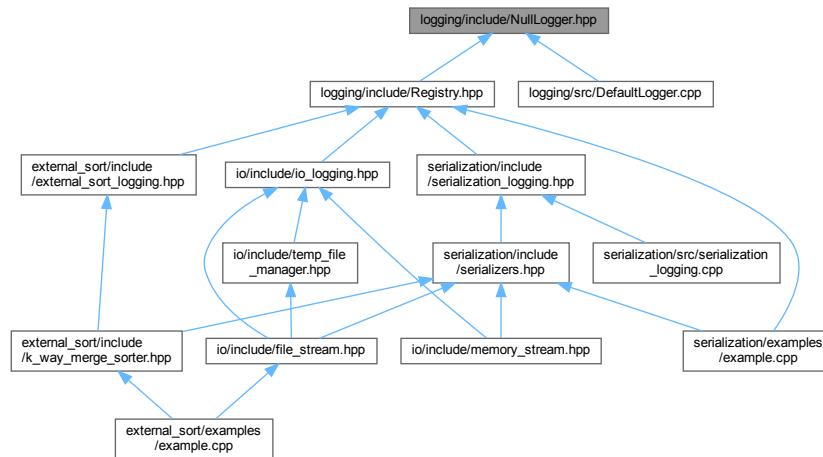 logging/include/NullLogger.hpp
logging/include/Registry.hpp
logging/src/DefaultLogger.cpp
external_sort/include
/external_sort_logging.hpp
io/include/io_logging.hpp
serialization/include
/serialization_logging.hpp
io/include/temp_file
_manager.hpp
serialization/include
/serializers.hpp
serialization/src/serialization
_logging.cpp
external_sort/include
/k_way_merge_sorter.hpp
io/include/file_stream.hpp
io/include/memory_stream.hpp
serialization/examples
/example.cpp
external_sort/examples
/example.cpp